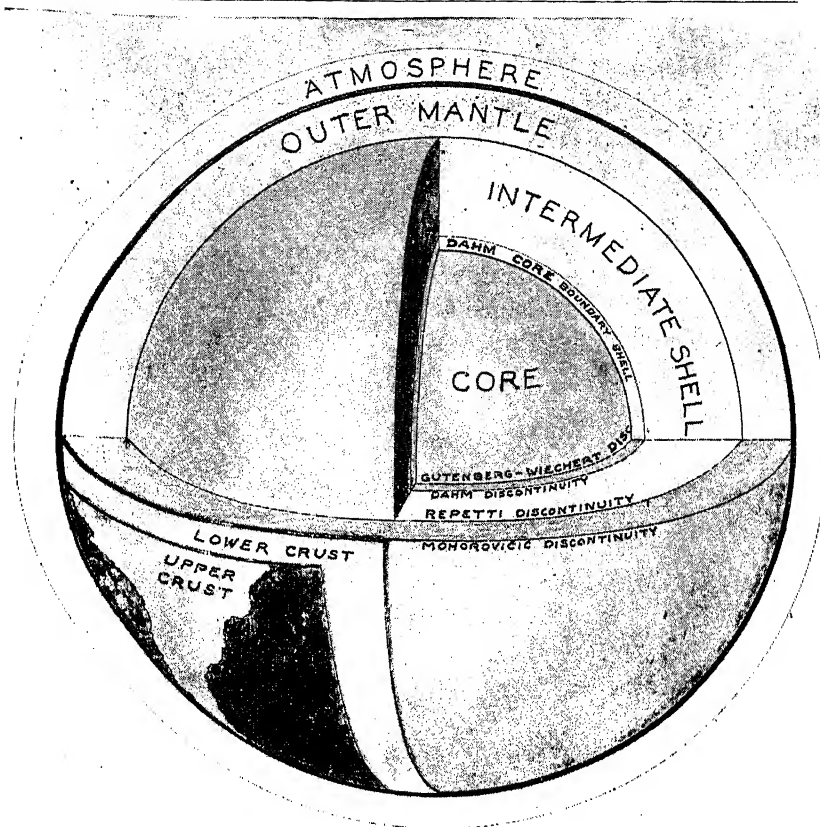 ATMOSPHERE
OUTER MANTLE
INTERMEDIATE SHELL
DAHM CORE BOUNDARY SHELL
CORE
GUTENBERG-WIECHERT DISC.
DAHM DISCONTINUITY
REPETTI DISCONTINUITY
MOHOROVICIC DISCONTINUITY
LOWER CRUST
UPPER
CRUST